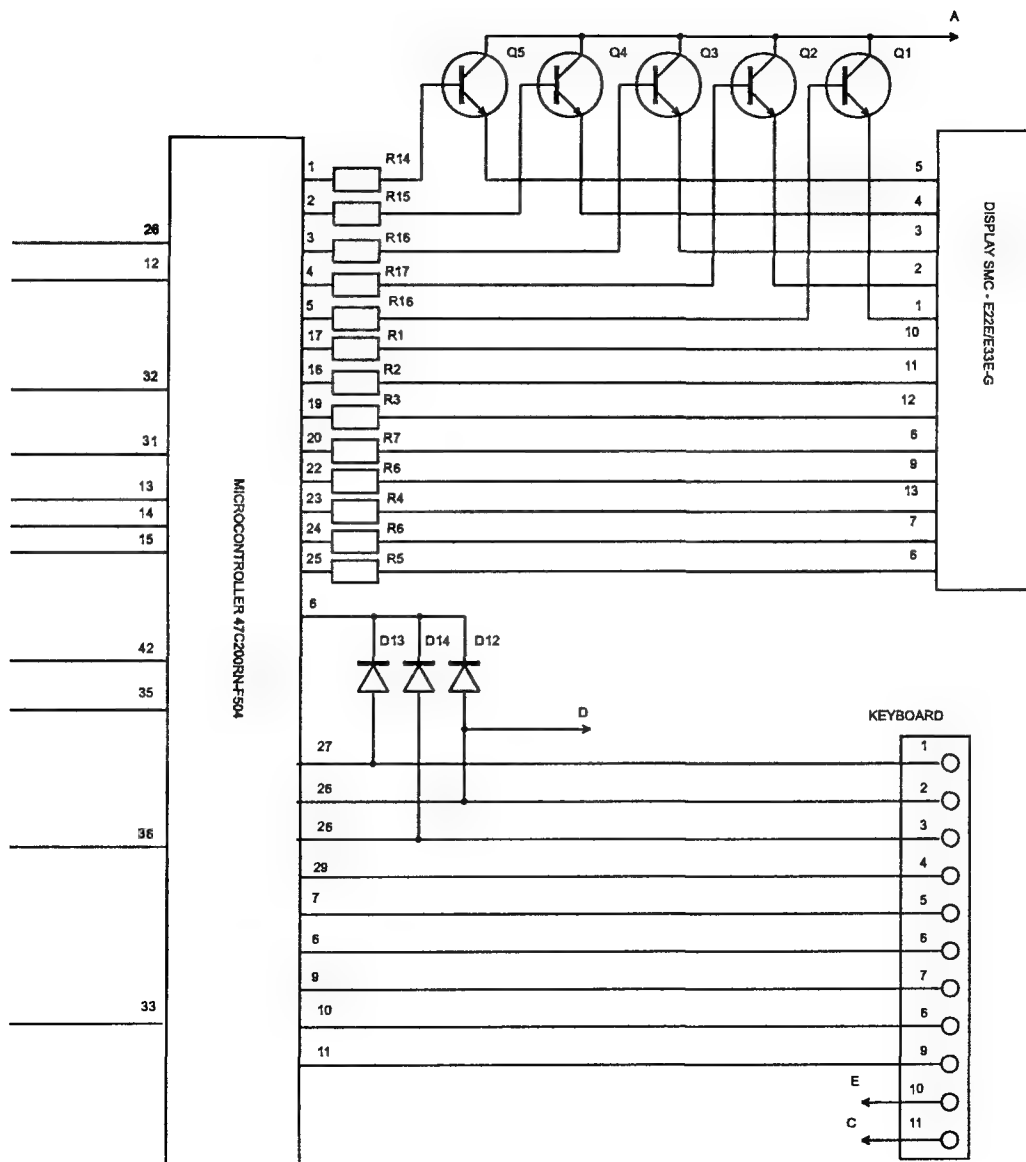 A
Q5
Q4
Q3
Q2
Q1
MICROCONTROLLER 47C200RN-F504
DISPLAY SMC - E22E/E33E-G
26
12
32
31
13
14
15
42
35
36
33
1
R14
5
2
R15
4
3
R16
3
4
R17
2
5
R16
1
17
R1
10
16
R2
11
19
R3
12
20
R7
6
22
R6
9
23
R4
13
24
R6
7
25
R5
6
6
D13
D14
D12
D
KEYBOARD
27
1
26
2
26
3
29
4
7
5
6
6
9
7
10
6
11
9
E
10
C
11